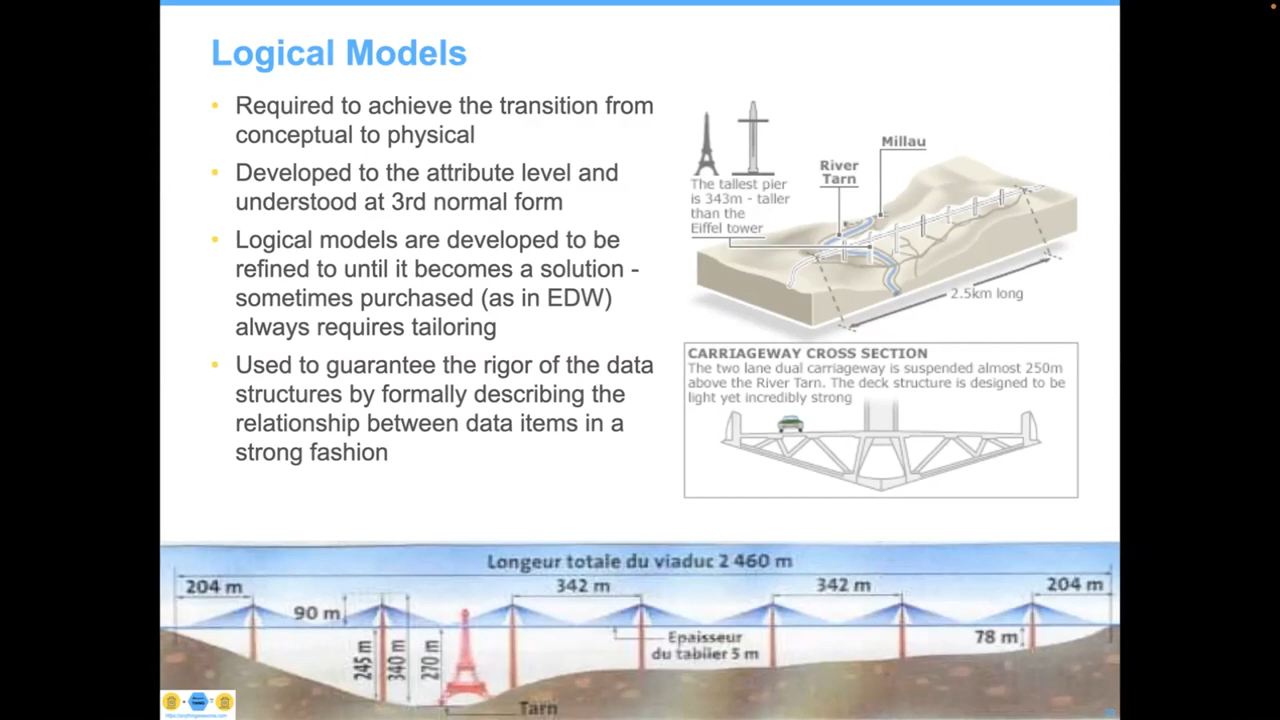 Logical Models
• Required to achieve the transition from
conceptual to physical
• Developed to the attribute level and
understood at 3rd normal form
• Logical models are developed to be
refined to until it becomes a solution -
sometimes purchased (as in EDW)
always requires tailoring
• Used to guarantee the rigor of the data
structures by formally describing the
relationship between data items in a
strong fashion
Millau
River
Tarn
The tallest pier
is 343m - taller
than the
Eiffel tower
2.5km long
CARRIAGEWAY CROSS SECTION
The two lane dual carriageway is suspended almost 250m
above the River Tarn. The deck structure is designed to be
light yet incredibly strong
Longeur totale du viaduc 2 460 m
204 m
342 m
342 m
204 m
90 m
245 m
340 m
270 m
Epaisseur
du tablier 5 m
78 m
Tarn